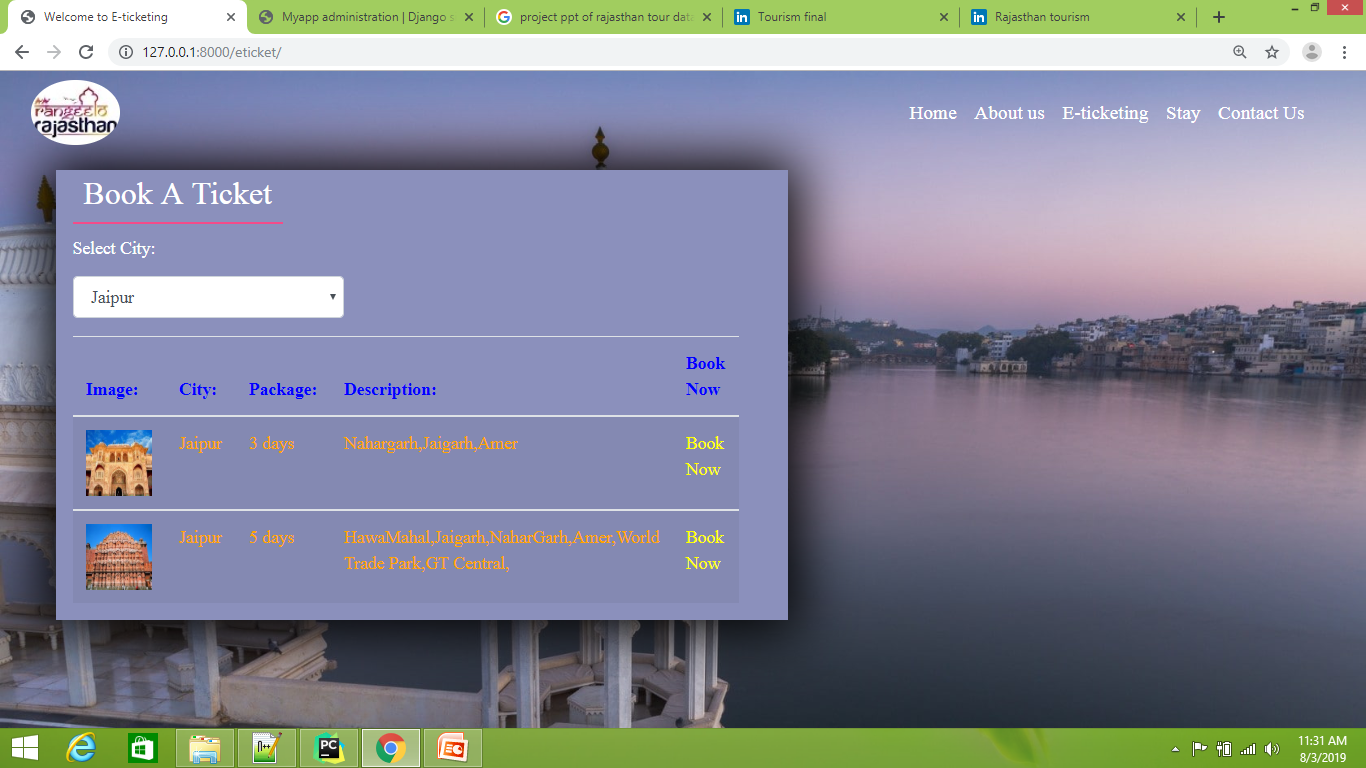 Welcome to E-ticketing
Myapp administration | Django s
project ppt of rajasthan tour data
Tourism final
Rajasthan tourism
127.0.0.1:8000/eticket/
rangeelo
rajasthan
Home About us E-ticketing Stay Contact Us
Book A Ticket
Select City:
Jaipur
Image: City: Package: Description: Book Now
Jaipur 3 days Nahargarh,Jaigarh,Amer Book
Now
Jaipur 5 days HawaMahal,Jaigarh,NaharGarh,Amer,World Book
Trade Park,GT Central, Now
PC
11:31 AM
8/3/2019